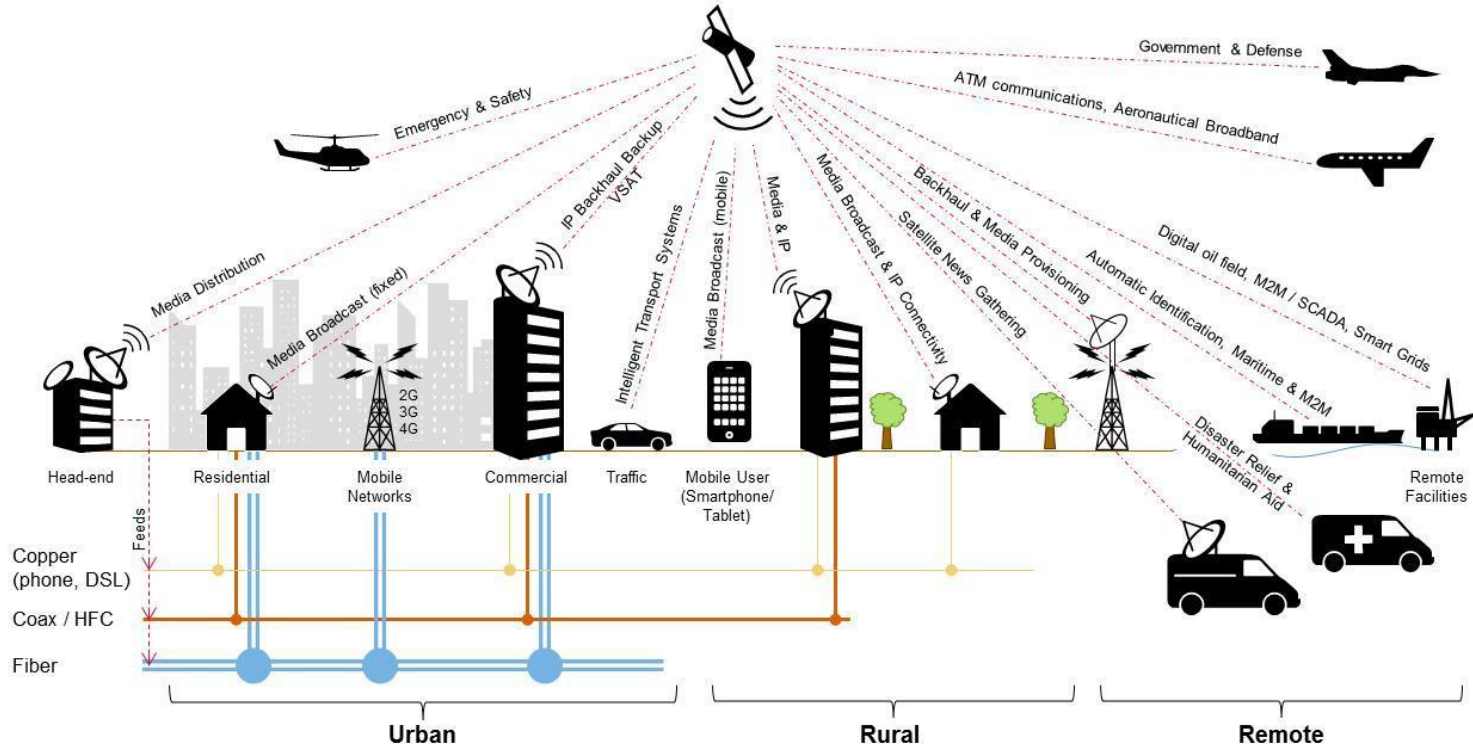 Government & Defense
ATM communications, Aeronautical Broadband
Emergency & Safety
IP Backhaul Backup
VSAT
Media Distribution
Media Broadcast (fixed)
Intelligent Transport Systems
Media Broadcast (mobile)
Media & IP
Media Broadcast & IP Connectivity
Satellite News Gathering
Backhaul & Media Provisioning
Automatic Identification, Maritime & M2M
Digital oil field, M2M / SCADA, Smart Grids
Disaster Relief &
Humanitarian Aid
2G
3G
4G
Head-end
Residential
Mobile
Networks
Commercial
Traffic
Mobile User
(Smartphone/
Tablet)
Remote
Facilities
Feeds
Copper
(phone, DSL)
Coax / HFC
Fiber
Urban
Rural
Remote